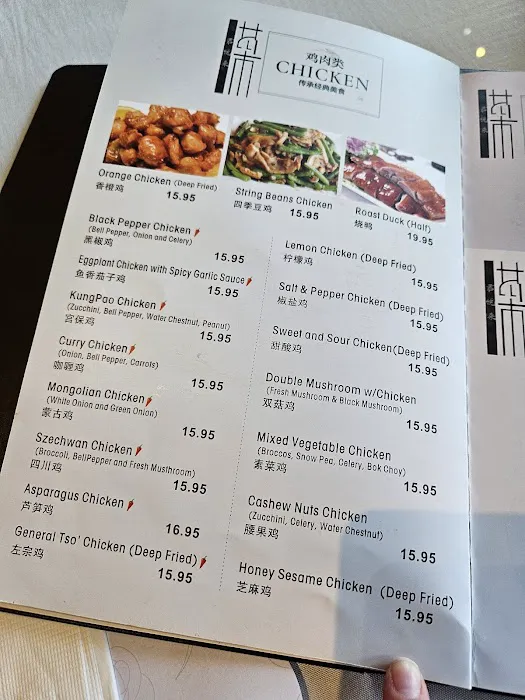 鸡肉类
CHICKEN
传承经典美食
Orange Chicken (Deep Fried)
香橙鸡
15.95
String Beans Chicken
四季豆鸡 15.95
Roast Duck (Half)
烧鸭
19.95
Black Pepper Chicken
(Bell Pepper, Onion and Celery)
黑椒鸡
15.95
Eggplant Chicken with Spicy Garlic Sauce
鱼香茄子鸡
15.95
KungPao Chicken
(Zucchini, Bell Pepper, Water Chestnut, Peanut)
宫保鸡
15.95
Curry Chicken
(Onion, Bell Pepper, Carrots)
咖喱鸡
15.95
Mongolian Chicken
(White Onion and Green Onion)
蒙古鸡
15.95
Szechwan Chicken
(Broccoli, BellPepper and Fresh Musthroom)
四川鸡
15.95
Asparagus Chicken
芦笋鸡
16.95
General Tso' Chicken (Deep Fried)
左宗鸡
15.95
Lemon Chicken (Deep Fried)
柠檬鸡
15.95
Salt & Pepper Chicken (Deep Fried)
椒盐鸡
15.95
Sweet and Sour Chicken(Deep Fried)
甜酸鸡
15.95
Double Mushroom w/Chicken
(Fresh Mushroom & Black Mushroom)
双菇鸡
15.95
Mixed Vegetable Chicken
(Broccos, Snow Pea, Celery, Bok Choy)
素菜鸡
15.95
Cashew Nuts Chicken
(Zucchini, Celery, Water Chestnut)
腰果鸡
15.95
Honey Sesame Chicken (Deep Fried)
芝麻鸡
15.95